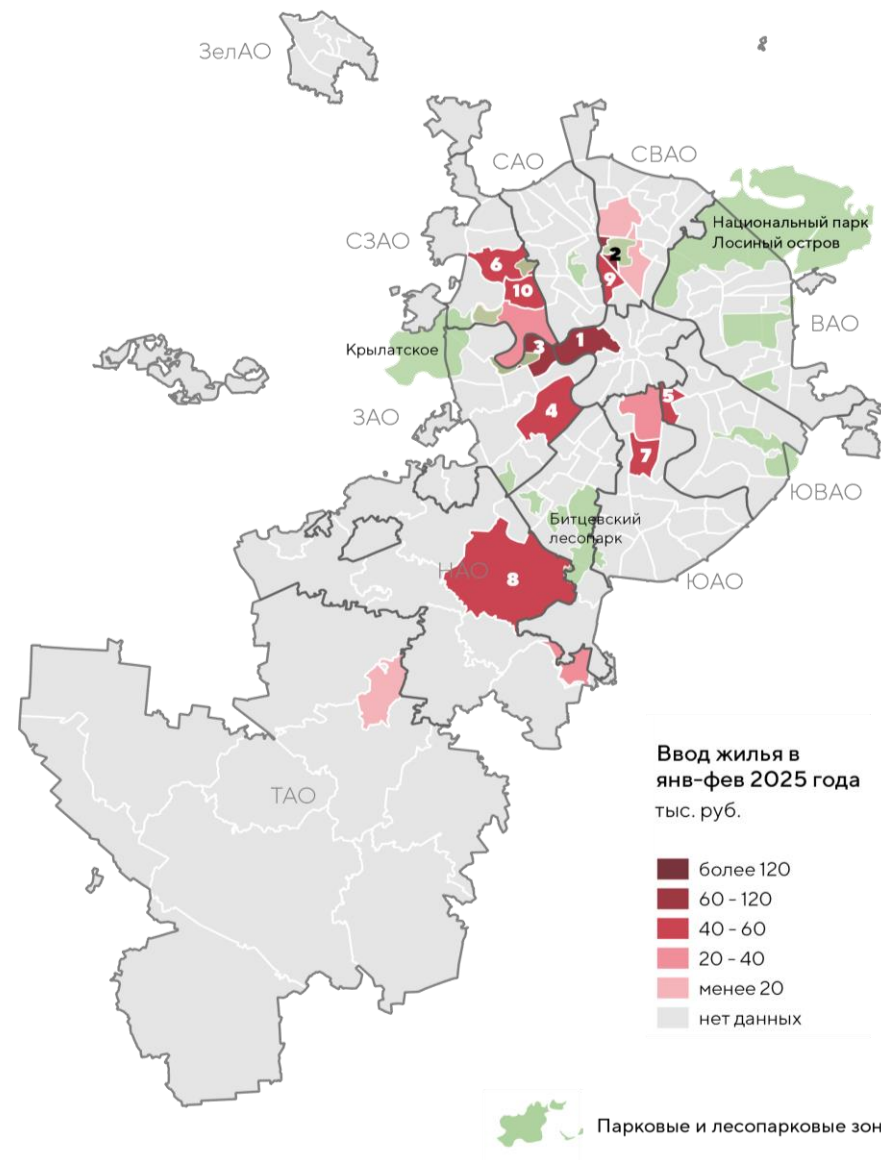 ЗелАО
САО
СВАО
Национальный парк
Лосиный остров
СЗАО
2
6
9
10
ВАО
1
3
Крылатское
5
4
ЗАО
7
ЮВАО
Битцевский
лесопарк
НАО
8
ЮАО
Ввод жилья в
янв-фев 2025 года
тыс. руб.
ТАО
более 120
60 - 120
40 - 60
20 - 40
менее 20
нет данных
Парковые и лесопарковые зон